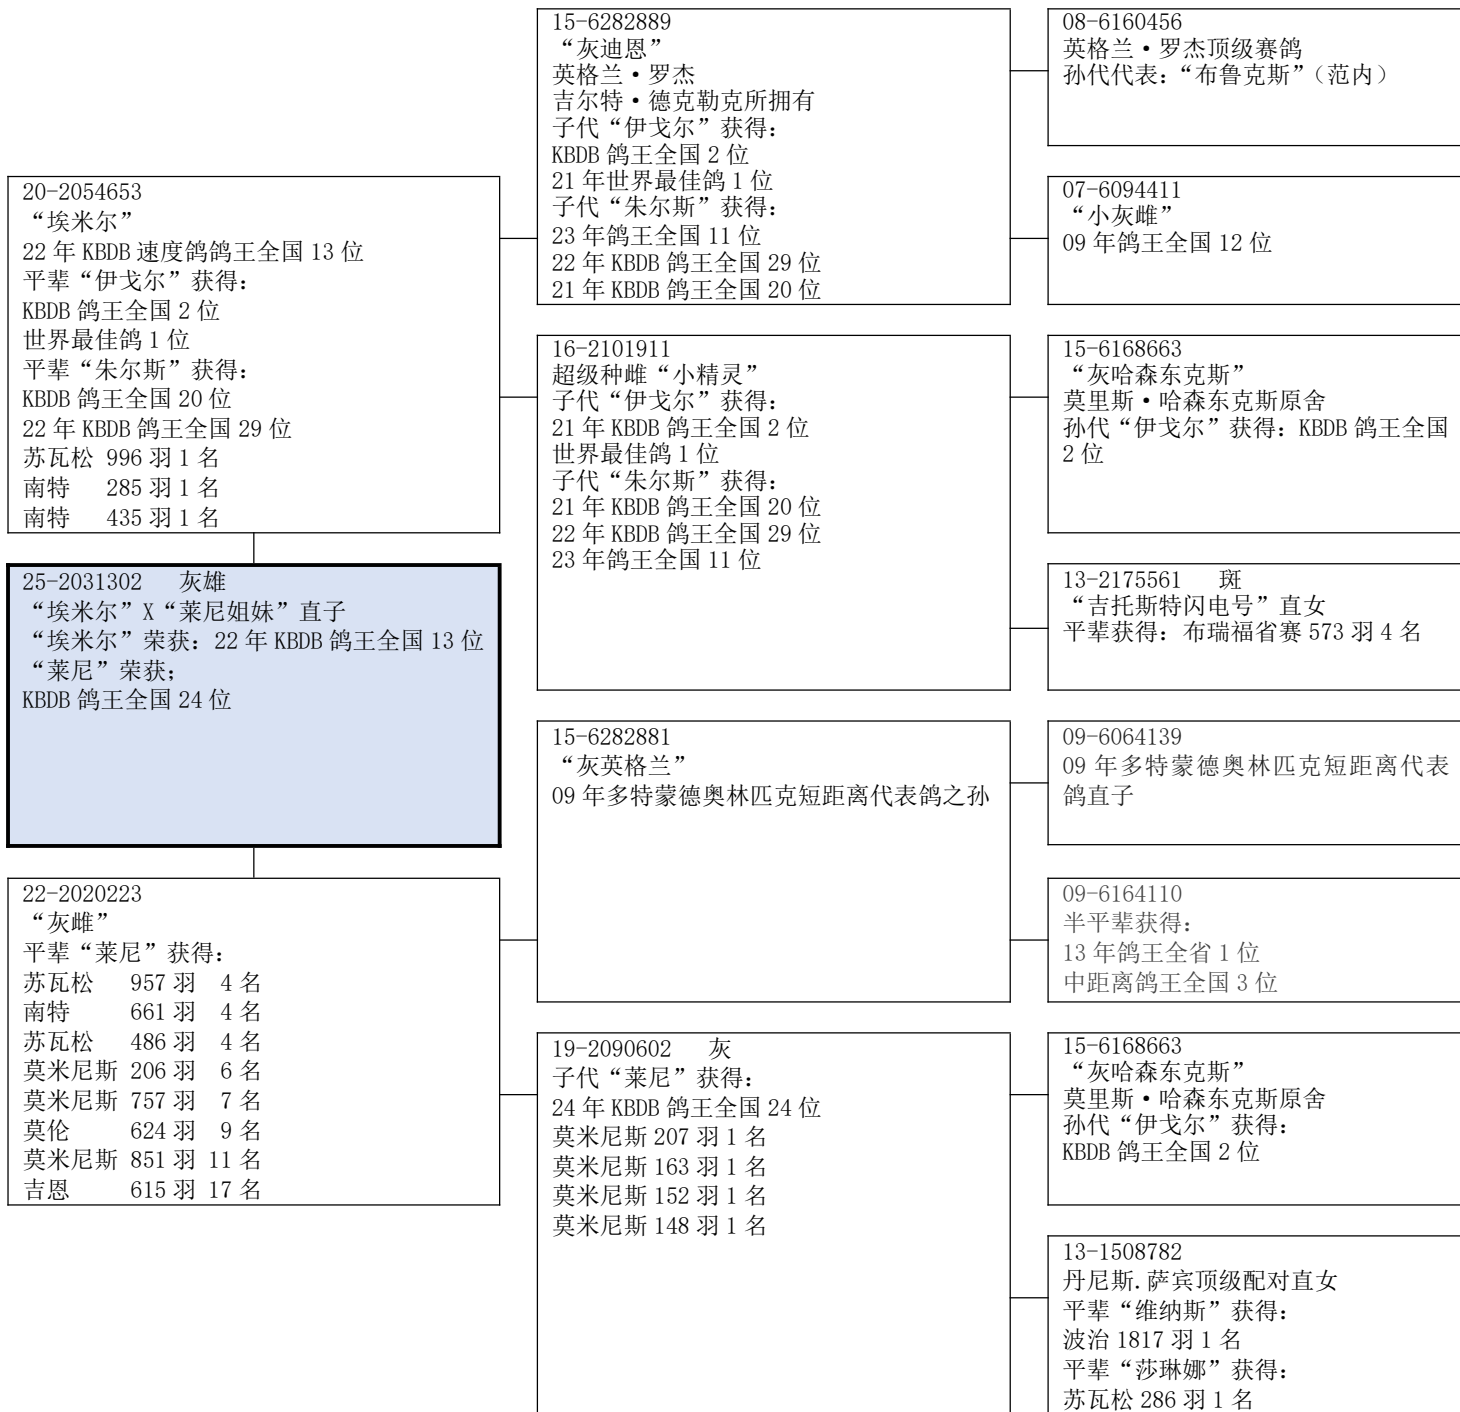 20-2054653
“埃米尔”
22 年 KBDB 速度鸽鸽王全国 13 位
平辈“伊戈尔”获得：
KBDB 鸽王全国 2 位
世界最佳鸽 1 位
平辈“朱尔斯”获得：
KBDB 鸽王全国 20 位
22 年 KBDB 鸽王全国 29 位
苏瓦松 996 羽 1 名
南特 285 羽 1 名
南特 435 羽 1 名
25-2031302 灰雄
“埃米尔”X“莱尼姐妹”直子
“埃米尔”荣获：22 年 KBDB 鸽王全国 13 位
“莱尼”荣获；
KBDB 鸽王全国 24 位
22-2020223
“灰雌”
平辈“莱尼”获得：
苏瓦松 957 羽 4 名
南特 661 羽 4 名
苏瓦松 486 羽 4 名
莫米尼斯 206 羽 6 名
莫米尼斯 757 羽 7 名
莫伦 624 羽 9 名
莫米尼斯 851 羽 11 名
吉恩 615 羽 17 名
15-6282889
“灰迪恩”
英格兰·罗杰
吉尔特·德克勒克所拥有
子代“伊戈尔”获得：
KBDB 鸽王全国 2 位
21 年世界最佳鸽 1 位
子代“朱尔斯”获得：
23 年鸽王全国 11 位
22 年 KBDB 鸽王全国 29 位
21 年 KBDB 鸽王全国 20 位
16-2101911
超级种雌“小精灵”
子代“伊戈尔”获得：
21 年 KBDB 鸽王全国 2 位
世界最佳鸽 1 位
子代“朱尔斯”获得：
21 年 KBDB 鸽王全国 20 位
22 年 KBDB 鸽王全国 29 位
23 年鸽王全国 11 位
15-6282881
“灰英格兰”
09 年多特蒙德奥林匹克短距离代表鸽之孙
19-2090602 灰
子代“莱尼”获得：
24 年 KBDB 鸽王全国 24 位
莫米尼斯 207 羽 1 名
莫米尼斯 163 羽 1 名
莫米尼斯 152 羽 1 名
莫米尼斯 148 羽 1 名
08-6160456
英格兰·罗杰顶级赛鸽
孙代代表：“布鲁克斯”（范内）
07-6094411
“小灰雌”
09 年鸽王全国 12 位
15-6168663
“灰哈森东克斯”
莫里斯·哈森东克斯原舍
孙代“伊戈尔”获得：KBDB 鸽王全国
2 位
13-2175561 斑
“吉托斯特闪电号”直女
平辈获得：布瑞福省赛 573 羽 4 名
09-6064139
09 年多特蒙德奥林匹克短距离代表
鸽直子
09-6164110
半平辈获得：
13 年鸽王全省 1 位
中距离鸽王全国 3 位
15-6168663
“灰哈森东克斯”
莫里斯·哈森东克斯原舍
孙代“伊戈尔”获得：
KBDB 鸽王全国 2 位
13-1508782
丹尼斯.萨宾顶级配对直女
平辈“维纳斯”获得：
波治 1817 羽 1 名
平辈“莎琳娜”获得：
苏瓦松 286 羽 1 名